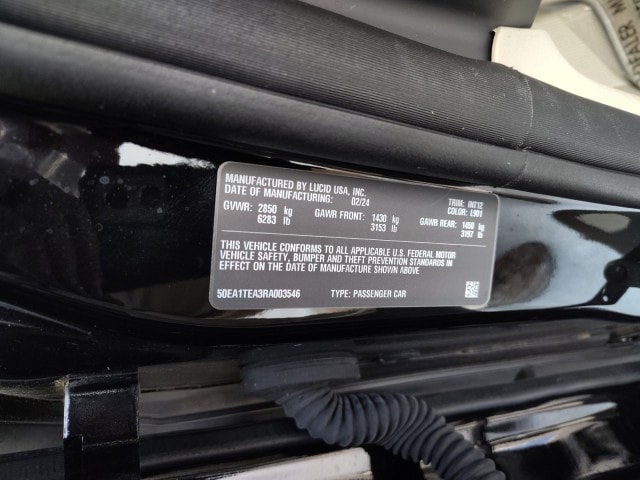 MANUFACTURED BY LUCID USA, INC.
DATE OF MANUFACTURING: 02/24
TRIM: INT12
COLOR: L901
GVWR: 2850 kg
6283 lb
GAWR FRONT: 1430 kg
3153 lb
GAWR REAR: 1450 kg
3197 lb
THIS VEHICLE CONFORMS TO ALL APPLICABLE U.S. FEDERAL MOTOR
VEHICLE SAFETY, BUMPER AND THEFT PREVENTION STANDARDS IN
EFFECT ON THE DATE OF MANUFACTURE SHOWN ABOVE
50EA1TEA3RA003546 TYPE: PASSENGER CAR